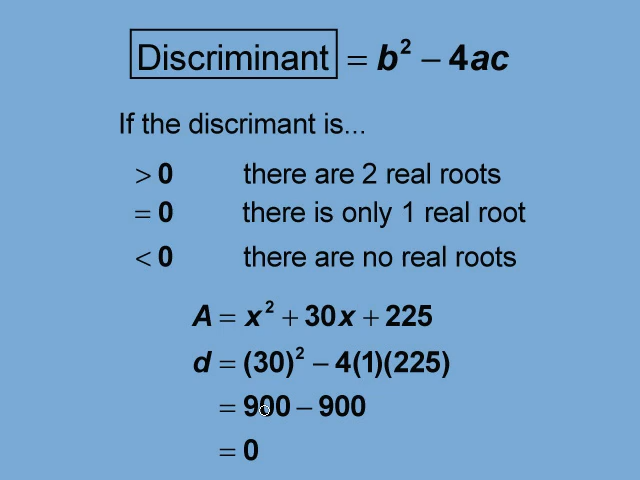 Discriminant = b² − 4ac
If the discrimant is...
> 0 there are 2 real roots
= 0 there is only 1 real root
< 0 there are no real roots
A = x² + 30x + 225
d = (30)² − 4(1)(225)
= 900 − 900
= 0